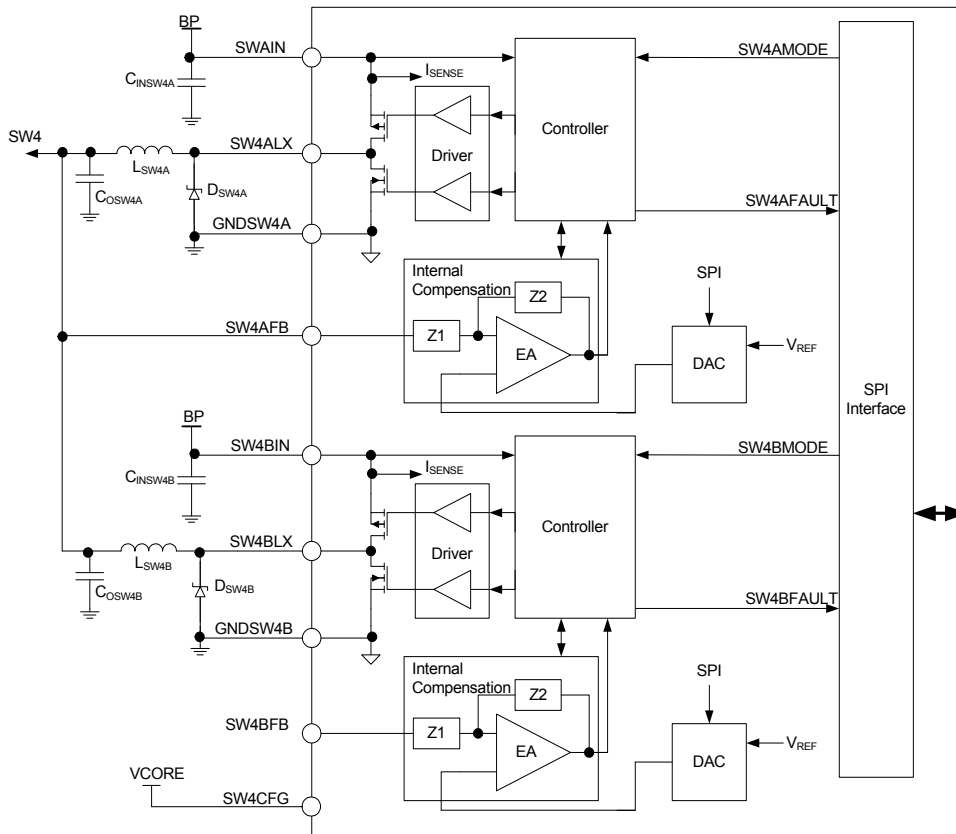 BP
SWAIN
SW4AMODE
CINSW4A
ISENSE
Controller
SW4
SW4ALX
Driver
LSW4A
COSW4A
DSW4A
GNDSW4A
SW4AFAULT
Internal
Compensation
Z2
SPI
SW4AFB
Z1
EA
DAC
VREF
SPI
Interface
BP
SW4BIN
SW4BMODE
CINSW4B
ISENSE
Controller
SW4BLX
Driver
LSW4B
COSW4B
DSW4B
GNDSW4B
SW4BFAULT
Internal
Compensation
Z2
SPI
SW4BFB
Z1
EA
DAC
VREF
VCORE
SW4CFG